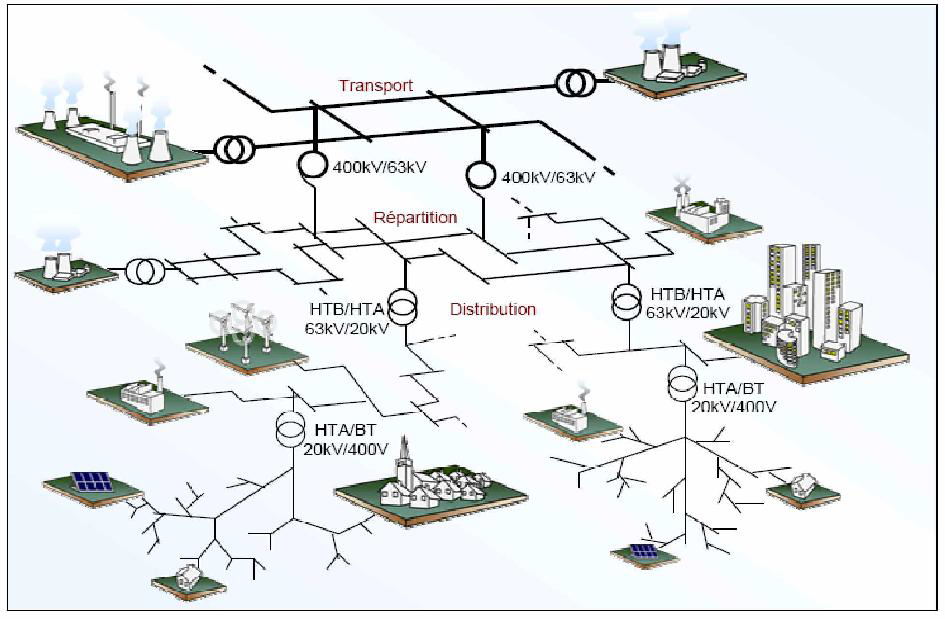 Transport
400kV/63kV
400kV/63kV
Répartition
HTB/HTA
63kV/20kV
Distribution
HTB/HTA
63kV/20kV
HTA/BT
20kV/400V
HTA/BT
20kV/400V